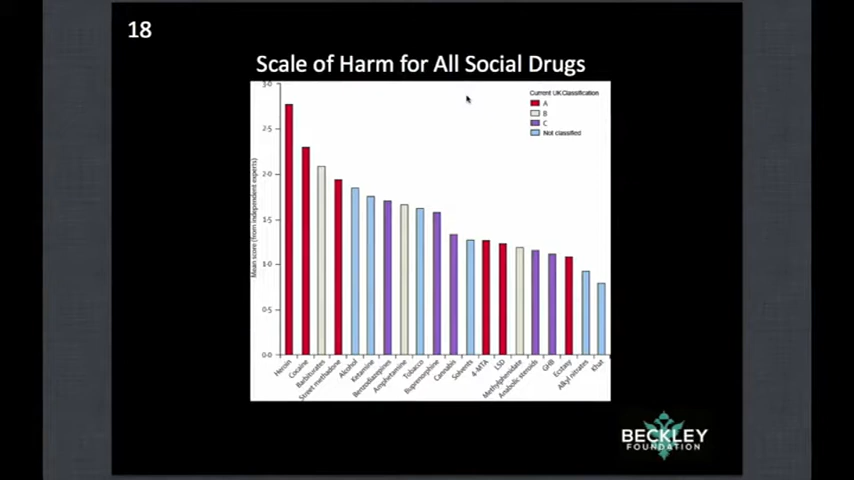 18
Scale of Harm for All Social Drugs
Current UK Classification
A
B
C
Not classified
3·0
2·5
2·0
1·5
1·0
0·5
0·0
Mean score (from independent experts)
Heroin
Cocaine
Barbiturates
Street methadone
Alcohol
Ketamine
Benzodiazepines
Amphetamine
Tobacco
Buprenorphine
Cannabis
Solvents
4-MTA
LSD
Methylphenidate
Anabolic steroids
GHB
Ecstasy
Alkyl nitrates
Khat
BECKLEY
FOUNDATION